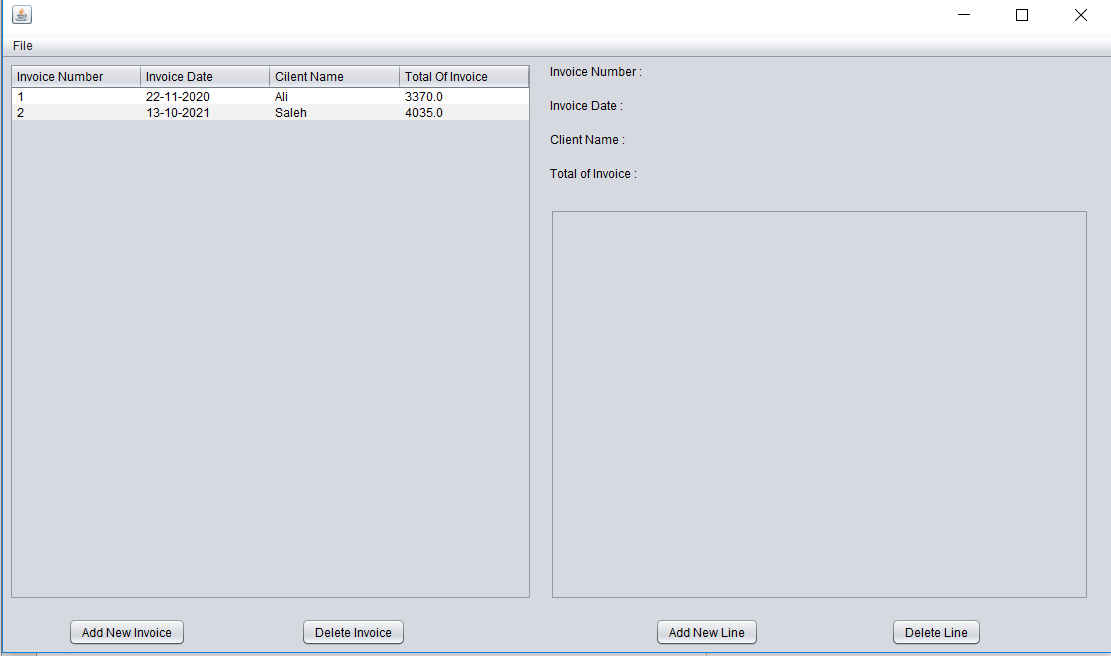 File
Invoice Number Invoice Date Cilent Name Total Of Invoice
1 22-11-2020 Ali 3370.0
2 13-10-2021 Saleh 4035.0
Invoice Number :
Invoice Date :
Client Name :
Total of Invoice :
Add New Invoice Delete Invoice Add New Line Delete Line